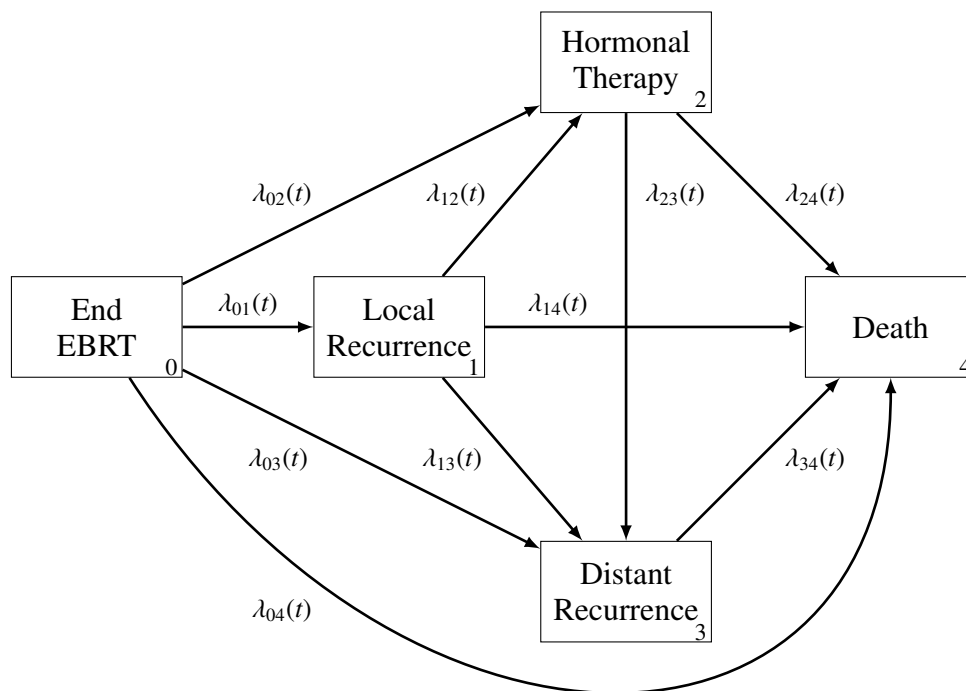 Hormonal
Therapy
2
λ02(t)
λ12(t)
λ23(t)
λ24(t)
End
EBRT
0
λ01(t)
Local
Recurrence
1
λ14(t)
Death
4
λ03(t)
λ13(t)
λ34(t)
Distant
Recurrence
3
λ04(t)